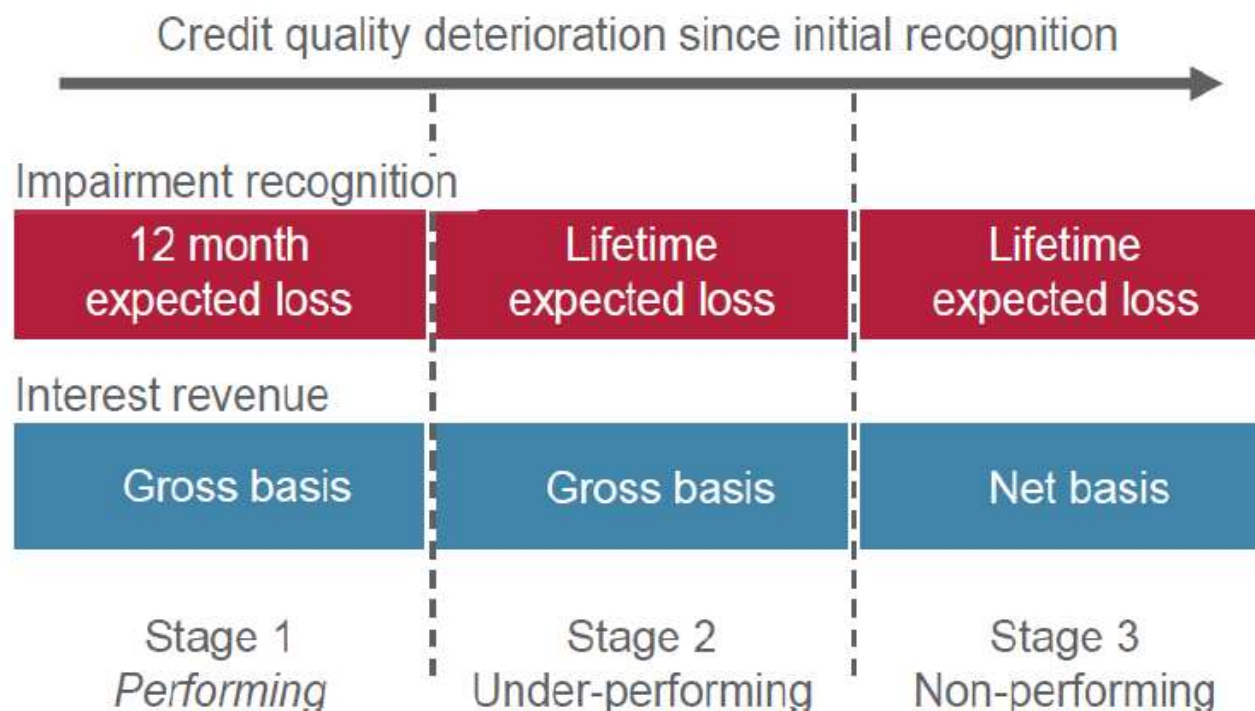 Credit quality deterioration since initial recognition
Impairment recognition
12 month
expected loss
Lifetime
expected loss
Lifetime
expected loss
Interest revenue
Gross basis
Gross basis
Net basis
Stage 1
Performing
Stage 2
Under-performing
Stage 3
Non-performing